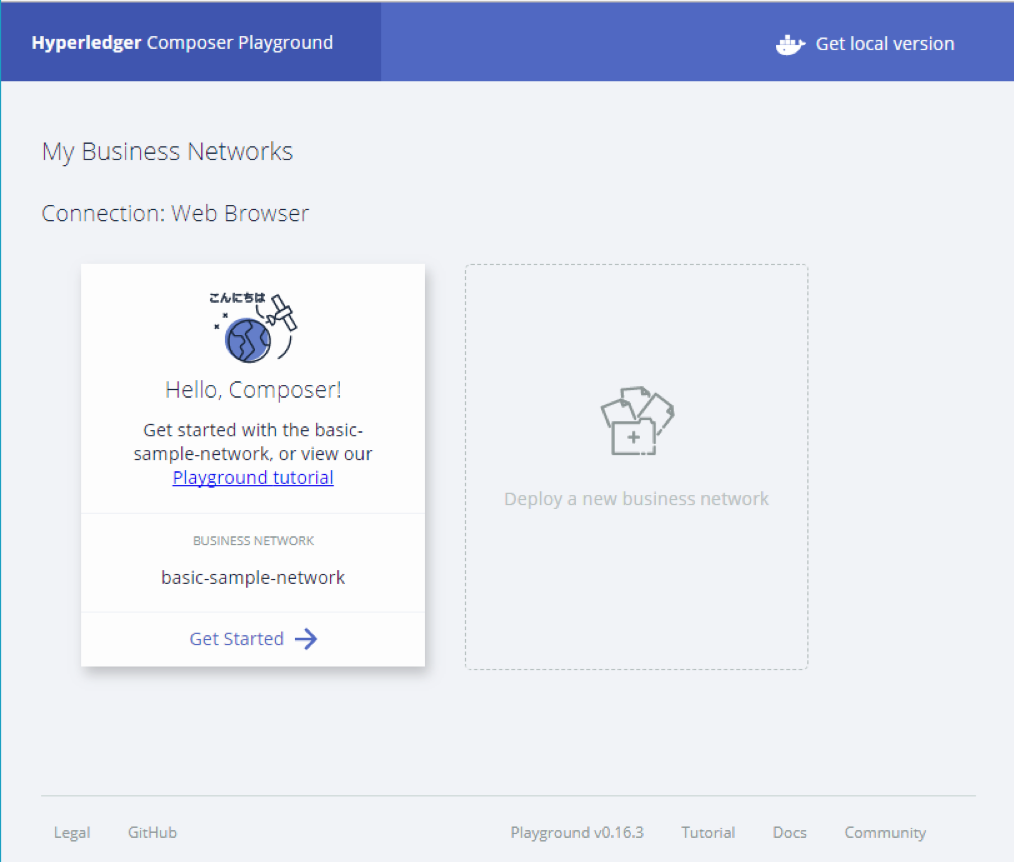 Hyperledger Composer Playground
Get local version
My Business Networks
Connection: Web Browser
こんにちは
Hello, Composer!
Get started with the basic-
sample-network, or view our
Playground tutorial
BUSINESS NETWORK
basic-sample-network
Get Started
Deploy a new business network
Legal GitHub Playground v0.16.3 Tutorial Docs Community